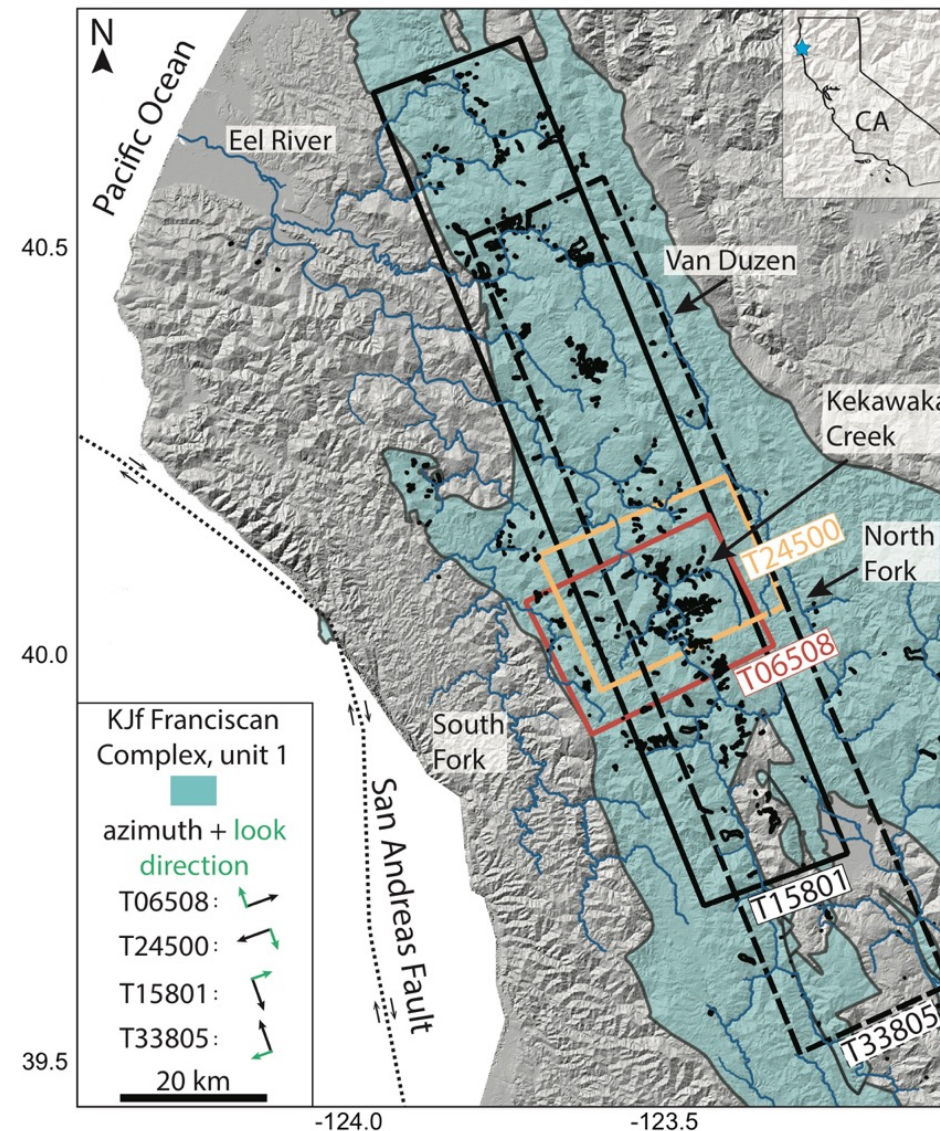 N
Pacific Ocean
Eel River
CA
40.5
Van Duzen
Kekawaka
Creek
T24500
North
Fork
40.0
T06508
South
Fork
KJf Franciscan
Complex, unit 1
azimuth + look
direction
T06508:
T24500:
T15801:
T33805:
20 km
San Andreas Fault
T15801
T33805
39.5
-124.0
-123.5